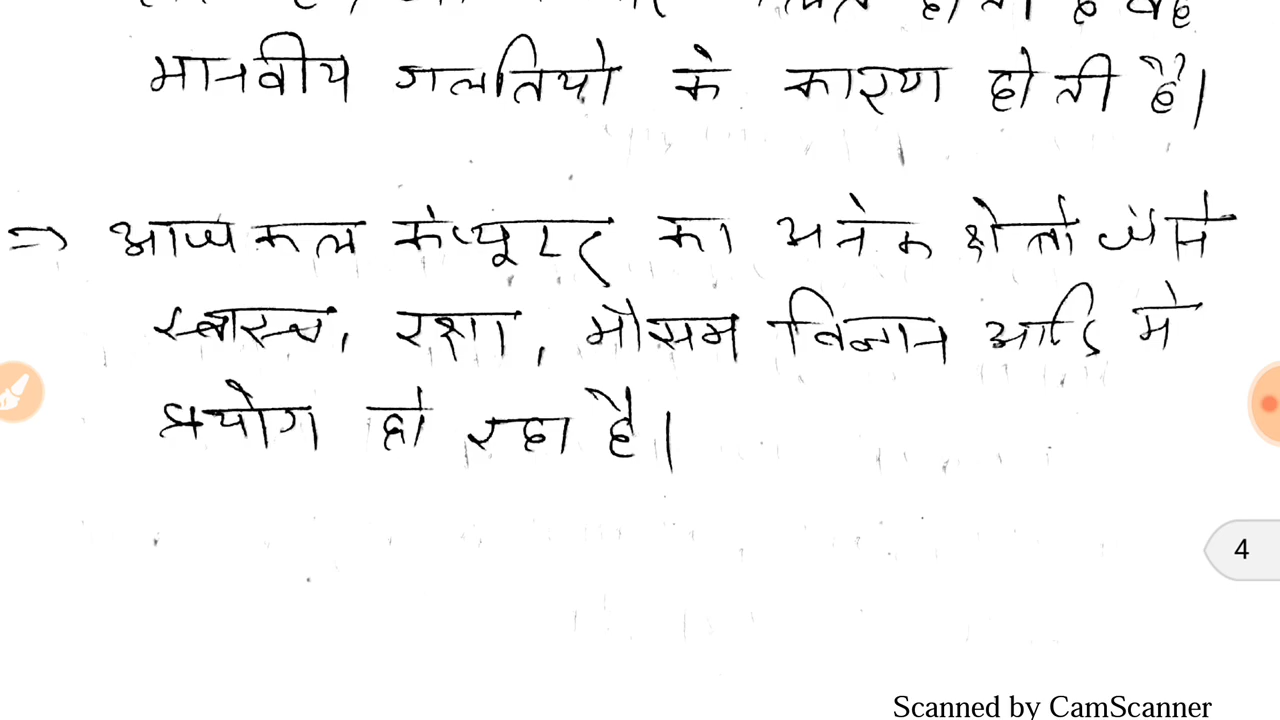 मानवीय गलतियो के कारण होती है।
⇒ आजकल कंप्यूटर का अनेक क्षेत्रो जैसे
स्वास्थ्य, रक्षा, मौसम विज्ञान आदि मे
प्रयोग हो रहा है।
4
Scanned by CamScanner